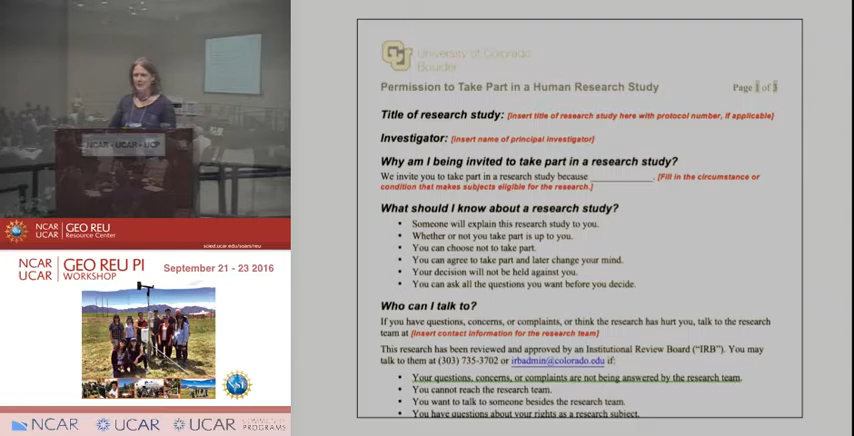 NCAR - UCAR - UCP
NCAR
UCAR
GEO REU
Resource Center
scied.ucar.edu/soars/reu
NCAR
UCAR
GEO REU PI
WORKSHOP
September 21 - 23 2016
NCAR
UCAR
UCAR
COMMUNITY
PROGRAMS
CU
University of Colorado
Boulder
Permission to Take Part in a Human Research Study
Page 1 of 3
Title of research study: [insert title of research study here with protocol number, if applicable]
Investigator: [insert name of principal investigator]
Why am I being invited to take part in a research study?
We invite you to take part in a research study because ____________. [Fill in the circumstance or
condition that makes subjects eligible for the research.]
What should I know about a research study?
• Someone will explain this research study to you.
• Whether or not you take part is up to you.
• You can choose not to take part.
• You can agree to take part and later change your mind.
• Your decision will not be held against you.
• You can ask all the questions you want before you decide.
Who can I talk to?
If you have questions, concerns, or complaints, or think the research has hurt you, talk to the research
team at [Insert contact information for the research team]
This research has been reviewed and approved by an Institutional Review Board (“IRB”). You may
talk to them at (303) 735-3702 or irbadmin@colorado.edu if:
• Your questions, concerns, or complaints are not being answered by the research team.
• You cannot reach the research team.
• You want to talk to someone besides the research team.
• You have questions about your rights as a research subject.